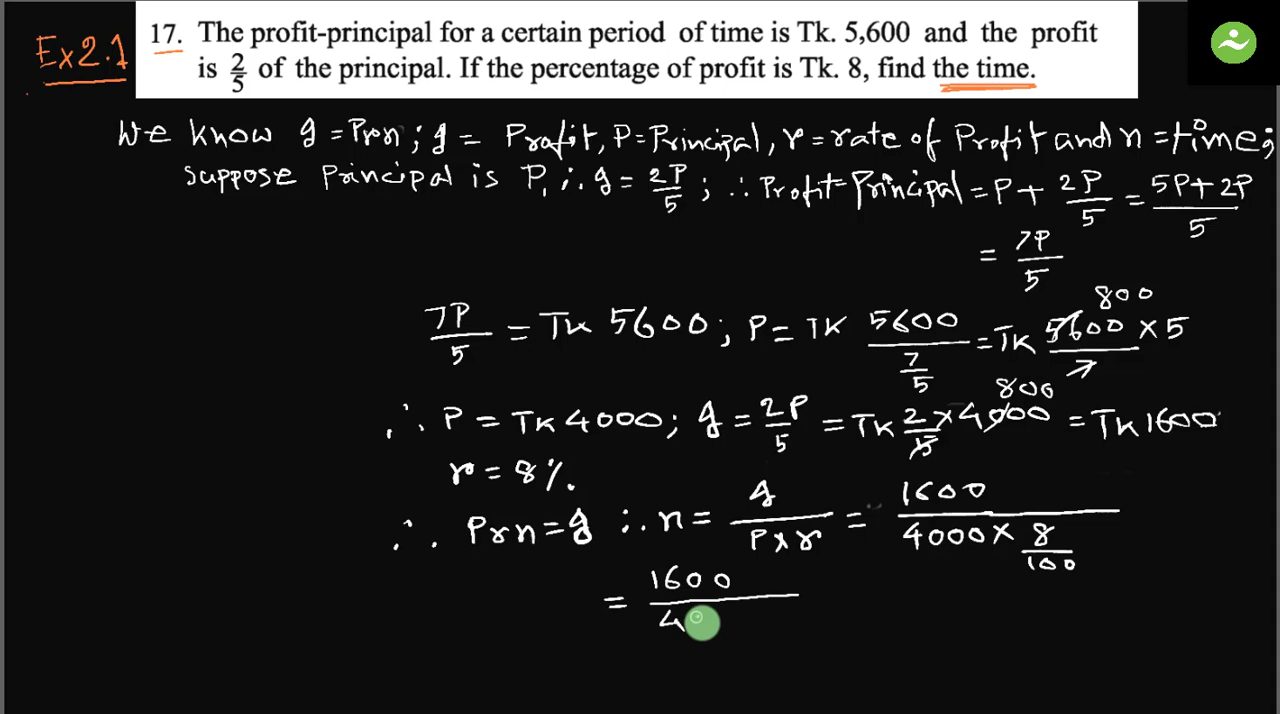 Ex2.1
17. The profit-principal for a certain period of time is Tk. 5,600 and the profit
is 2/5 of the principal. If the percentage of profit is Tk. 8, find the time.
We know g = Prn ; g = Profit, P = Principal, r = rate of Profit and n = time;
suppose Principal is P, ∴ g = 2P/5 ; ∴ Profit-Principal = P + 2P/5 = 5P+2P/5
= 7P/5
7P/5 = Tk 5600 ; P = Tk 5600/7/5 = Tk 5600 800 × 5/7
∴ P = Tk 4000 ; g = 2P/5 = Tk 2/5 × 4000 800 = Tk 1600
r = 8%.
∴ Prn = g ∴ n = g/P×r = 1600/4000 × 8/100
= 1600/40